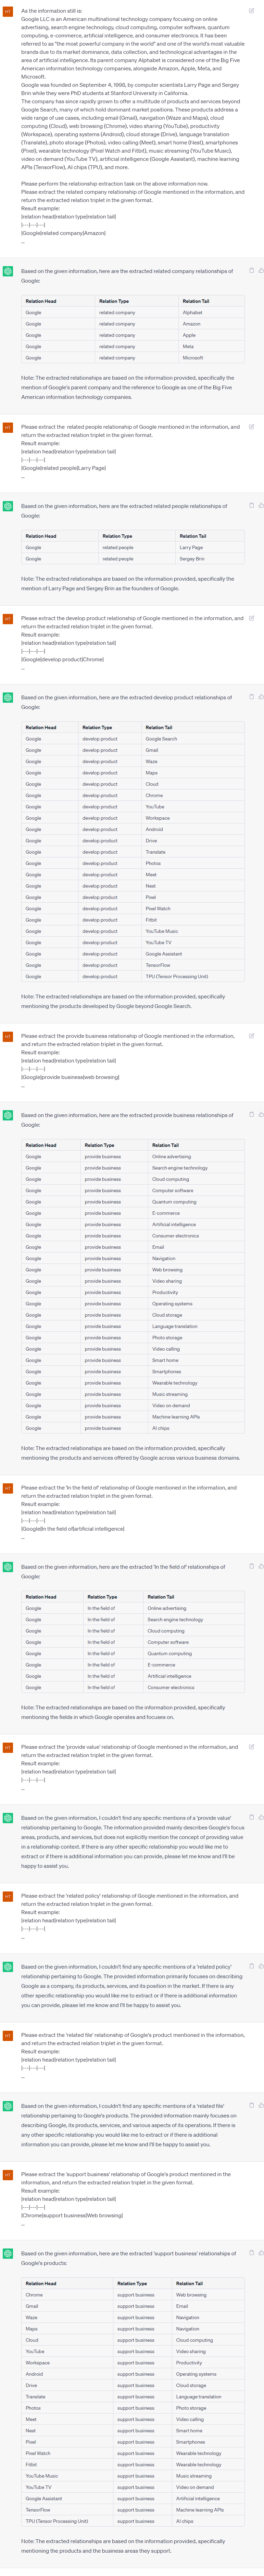 HT
As the information still is:
Google LLC is an American multinational technology company focusing on online
advertising, search engine technology, cloud computing, computer software, quantum
computing, e-commerce, artificial intelligence, and consumer electronics. It has been
referred to as "the most powerful company in the world" and one of the world's most valuable
brands due to its market dominance, data collection, and technological advantages in the
area of artificial intelligence. Its parent company Alphabet is considered one of the Big Five
American information technology companies, alongside Amazon, Apple, Meta, and
Microsoft.
Google was founded on September 4, 1998, by computer scientists Larry Page and Sergey
Brin while they were PhD students at Stanford University in California.
The company has since rapidly grown to offer a multitude of products and services beyond
Google Search, many of which hold dominant market positions. These products address a
wide range of use cases, including email (Gmail), navigation (Waze and Maps), cloud
computing (Cloud), web browsing (Chrome), video sharing (YouTube), productivity
(Workspace), operating systems (Android), cloud storage (Drive), language translation
(Translate), photo storage (Photos), video calling (Meet), smart home (Nest), smartphones
(Pixel), wearable technology (Pixel Watch and Fitbit), music streaming (YouTube Music),
video on demand (YouTube TV), artificial intelligence (Google Assistant), machine learning
APIs (TensorFlow), AI chips (TPU), and more.
Please perform the relationship extraction task on the above information now.
Please extract the related company relationship of Google mentioned in the information, and
return the extracted relation triplet in the given format.
Result example:
|relation head|relation type|relation tail|
|----|----|----|
|Google|related company|Amazon|
...
Based on the given information, here are the extracted company relationships of
Google:
Relation Head Relation Type Relation Tail
Google related company Alphabet
Google related company Amazon
Google related company Apple
Google related company Meta
Google related company Microsoft
Note: The extracted relationships are based on the information provided, specifically the
mention of Google's parent company and the reference to Google as one of the Big Five
American information technology companies.
HT
Please extract the related people relationship of Google mentioned in the information, and
return the extracted relation triplet in the given format.
Result example:
|relation head|relation type|relation tail|
|----|----|----|
|Google|related people|Larry Page|
...
Based on the given information, here are the extracted related people relationships of
Google:
Relation Head Relation Type Relation Tail
Google related people Larry Page
Google related people Sergey Brin
Note: The extracted relationships are based on the information provided, specifically the
mention of Larry Page and Sergey Brin as the founders of Google.
HT
Please extract the develop product relationship of Google mentioned in the information, and
return the extracted relation triplet in the given format.
Result example:
|relation head|relation type|relation tail|
|----|----|----|
|Google|develop product|Chrome|
...
Based on the given information, here are the extracted develop product relationships of
Google:
Relation Head Relation Type Relation Tail
Google develop product Google Search
Google develop product Gmail
Google develop product Waze
Google develop product Maps
Google develop product Cloud
Google develop product Chrome
Google develop product YouTube
Google develop product Workspace
Google develop product Android
Google develop product Drive
Google develop product Translate
Google develop product Photos
Google develop product Meet
Google develop product Nest
Google develop product Pixel
Google develop product Pixel Watch
Google develop product Fitbit
Google develop product YouTube Music
Google develop product YouTube TV
Google develop product Google Assistant
Google develop product TensorFlow
Google develop product TPU (Tensor Processing Unit)
Note: The extracted relationships are based on the information provided, specifically
mentioning the products developed by Google beyond Google Search.
HT
Please extract the provide business relationship of Google mentioned in the information,
and return the extracted relation triplet in the given format.
Result example:
|relation head|relation type|relation tail|
|----|----|----|
|Google|provide business|web browsing|
...
Based on the given information, here are the extracted provide business relationships of
Google:
Relation Head Relation Type Relation Tail
Google provide business Online advertising
Google provide business Search engine technology
Google provide business Cloud computing
Google provide business Computer software
Google provide business Quantum computing
Google provide business E-commerce
Google provide business Artificial intelligence
Google provide business Consumer electronics
Google provide business Email
Google provide business Navigation
Google provide business Web browsing
Google provide business Video sharing
Google provide business Productivity
Google provide business Operating systems
Google provide business Cloud storage
Google provide business Language translation
Google provide business Photo storage
Google provide business Video calling
Google provide business Smart home
Google provide business Smartphones
Google provide business Wearable technology
Google provide business Music streaming
Google provide business Video on demand
Google provide business Machine learning APIs
Google provide business AI chips
Note: The extracted relationships are based on the information provided, specifically
mentioning the products and services offered by Google across various business domains.
HT
Please extract the 'In the field of' relationship of Google mentioned in the information, and
return the extracted relation triplet in the given format.
Result example:
|relation head|relation type|relation tail|
|----|----|----|
|Google|In the field of|artificial intelligence|
...
Based on the given information, here are the extracted 'In the field of' relationships of
Google:
Relation Head Relation Type Relation Tail
Google In the field of Online advertising
Google In the field of Search engine technology
Google In the field of Cloud computing
Google In the field of Computer software
Google In the field of Quantum computing
Google In the field of E-commerce
Google In the field of Artificial intelligence
Google In the field of Consumer electronics
Note: The extracted relationships are based on the information provided, specifically
mentioning the fields in which Google operates and focuses on.
HT
Please extract the 'provide value' relationship of Google mentioned in the information, and
return the extracted relation triplet in the given format.
Result example:
|relation head|relation type|relation tail|
|----|----|----|
...
Based on the given information, I couldn't find any specific mentions of a 'provide value'
relationship pertaining to Google. The information provided mainly describes Google's focus
areas, products, and services, but does not explicitly mention the concept of providing value
in a relationship context. If there is any other specific relationship you would like me to
extract or if there is additional information you can provide, please let me know and I'll be
happy to assist you.
HT
Please extract the 'related policy' relationship of Google mentioned in the information, and
return the extracted relation triplet in the given format.
Result example:
|relation head|relation type|relation tail|
|----|----|----|
...
Based on the given information, I couldn't find any specific mentions of a 'related policy'
relationship pertaining to Google. The information provided primarily focuses on describing
Google as a company, its products, services, and its position in the market. If there is any
other specific relationship you would like me to extract or if there is additional information
you can provide, please let me know and I'll be happy to assist you.
HT
Please extract the 'related file' relationship of Google's product mentioned in the information,
and return the extracted relation triplet in the given format.
Result example:
|relation head|relation type|relation tail|
|----|----|----|
...
Based on the given information, I couldn't find any specific mentions of a 'related file'
relationship pertaining to Google's products. The information provided mainly focuses on
describing Google, its products, services, and various aspects of its operations. If there is
any other specific relationship you would like me to extract or if there is additional
information you can provide, please let me know and I'll be happy to assist you.
HT
Please extract the 'support business' relationship of Google's product mentioned in the
information, and return the extracted relation triplet in the given format.
Result example:
|relation head|relation type|relation tail|
|----|----|----|
|Chrome|support business|Web browsing|
...
Based on the given information, here are the extracted 'support business' relationships of
Google's products:
Relation Head Relation Type Relation Tail
Chrome support business Web browsing
Gmail support business Email
Waze support business Navigation
Maps support business Navigation
Cloud support business Cloud computing
YouTube support business Video sharing
Workspace support business Productivity
Android support business Operating systems
Drive support business Cloud storage
Translate support business Language translation
Photos support business Photo storage
Meet support business Video calling
Nest support business Smart home
Pixel support business Smartphones
Pixel Watch support business Wearable technology
Fitbit support business Wearable technology
YouTube Music support business Music streaming
YouTube TV support business Video on demand
Google Assistant support business Artificial intelligence
TensorFlow support business Machine learning APIs
TPU (Tensor Processing Unit) support business AI chips
Note: The extracted relationships are based on the information provided, specifically
mentioning the products and the business areas they support.